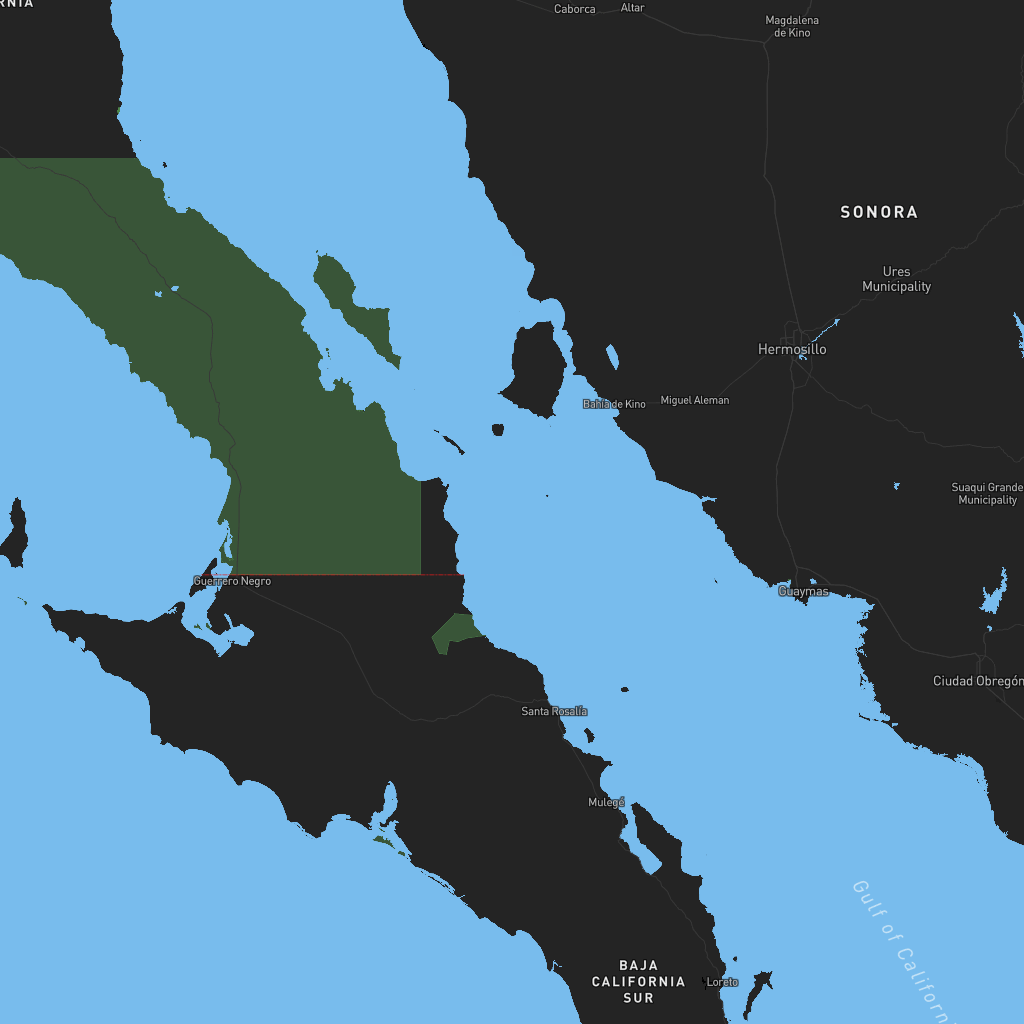 RNIA
Caborca
Altar
Magdalena
de Kino
SONORA
Ures
Municipality
Hermosillo
Bahía de Kino
Miguel Aleman
Suaqui Grande
Municipality
Guerrero Negro
Guaymas
Ciudad Obregón
Santa Rosalía
Mulegé
Gulf of Californi
BAJA
CALIFORNIA
SUR
Loreto